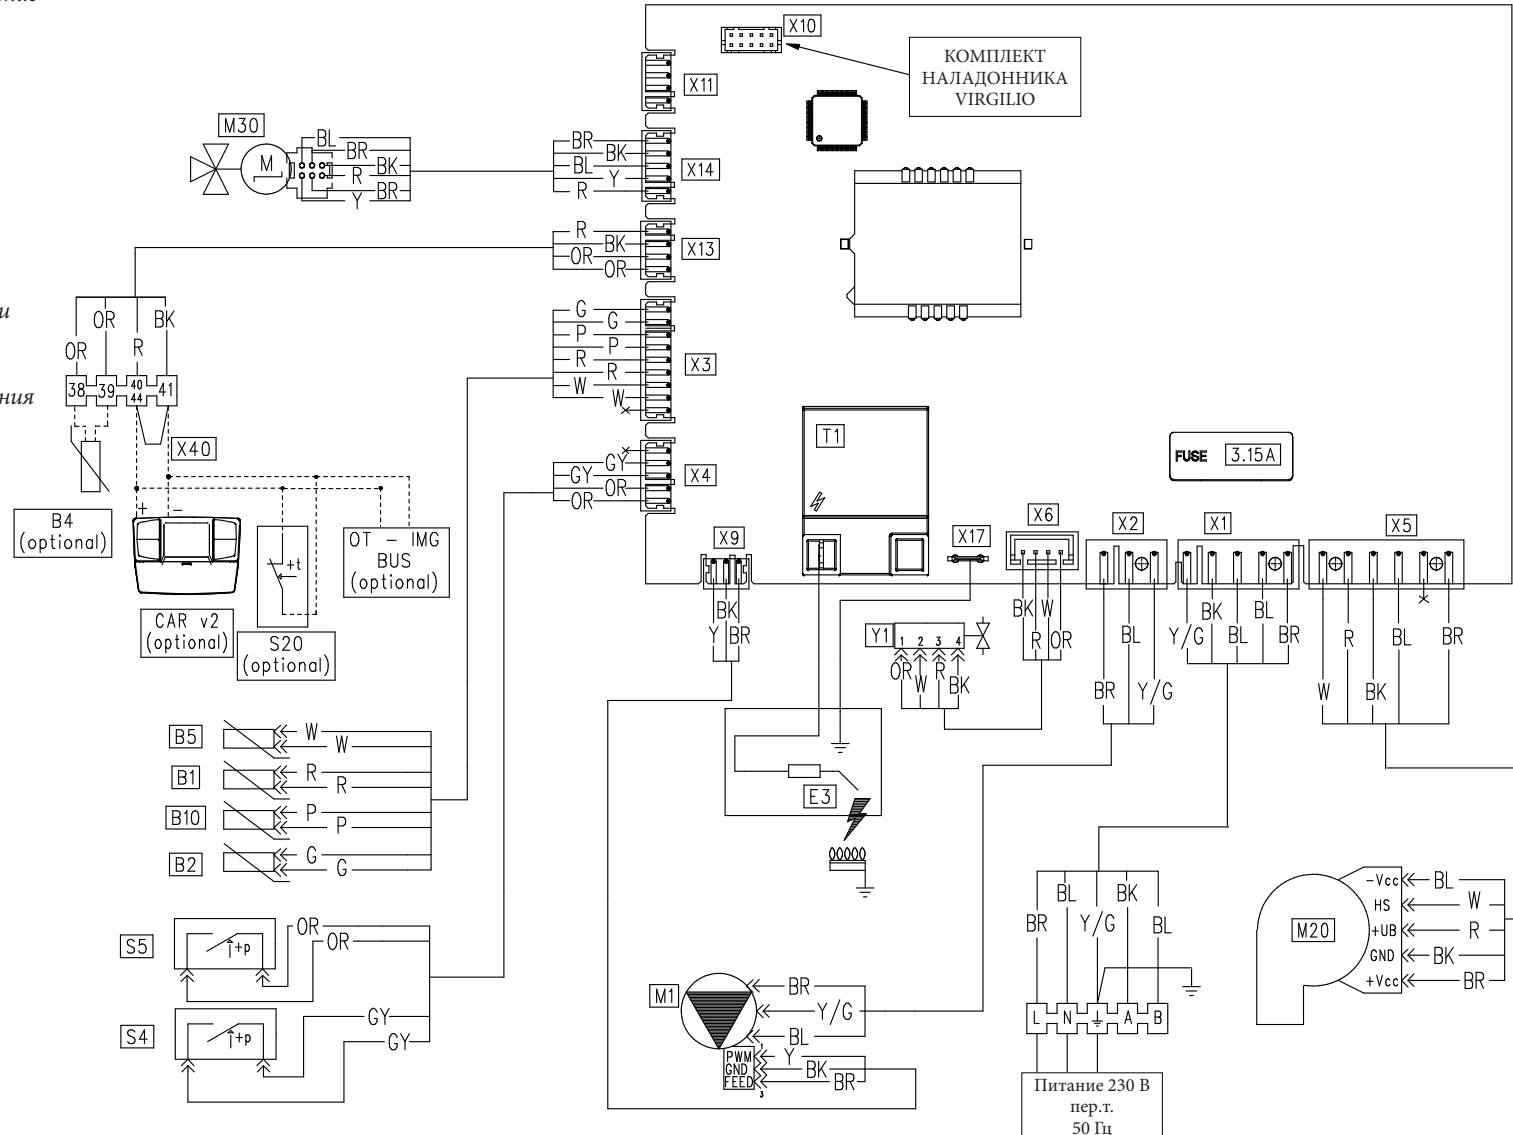 и
ния
X10
КОМПЛЕКТ
НАЛАДОННИКА
VIRGILIO
X11
M30
M
BL
BR
BK
R
BR
Y
BR
BK
BL
Y
R
X14
R
BK
OR
OR
X13
OR
OR
R
BK
38
39
40
44
41
X40
G
G
P
P
R
R
W
W
X3
GY
GY
OR
OR
X4
T1
FUSE
3.15A
B4
(optional)
+
−
CAR v2
(optional)
+t
S20
(optional)
OT − IMG
BUS
(optional)
X9
Y
BK
BR
X17
X6
BK
R
W
OR
X2
BR
BL
Y/G
X1
Y/G
BK
BL
BL
BR
X5
W
R
BK
BL
BR
Y1
1 2 3 4
OR
W
R
BK
B5
W
W
B1
R
R
B10
P
P
B2
G
G
E3
S5
+p
OR
OR
S4
+p
GY
GY
M1
BR
Y/G
BL
PWM
GND
FEED
1
3
Y
BK
BR
BR
BL
Y/G
BK
BL
L
N
A
B
Питание 230 В
пер.т.
50 Гц
M20
-Vcc
HS
+UB
GND
+Vcc
BL
W
R
BK
BR